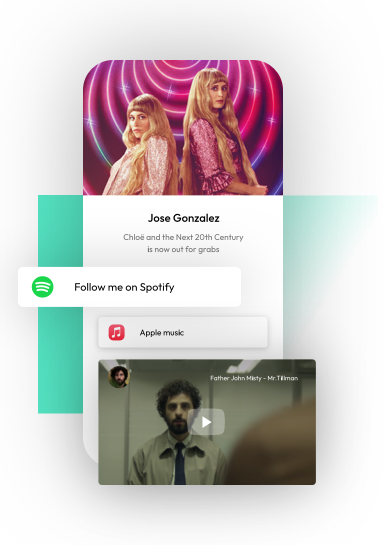 Jose Gonzalez
Chloë and the Next 20th Century
is now out for grabs
Follow me on Spotify
Apple music
Father John Misty - Mr.Tillman